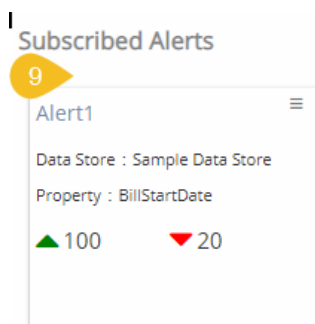 Subscribed Alerts
9
Alert1
Data Store : Sample Data Store
Property : BillStartDate
100 20